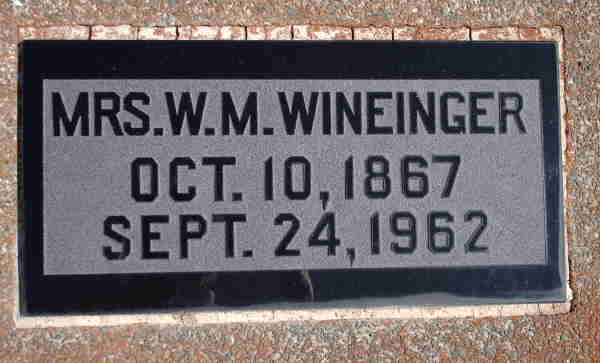 MRS. W. M. WINEINGER
OCT. 10, 1867
SEPT. 24, 1962